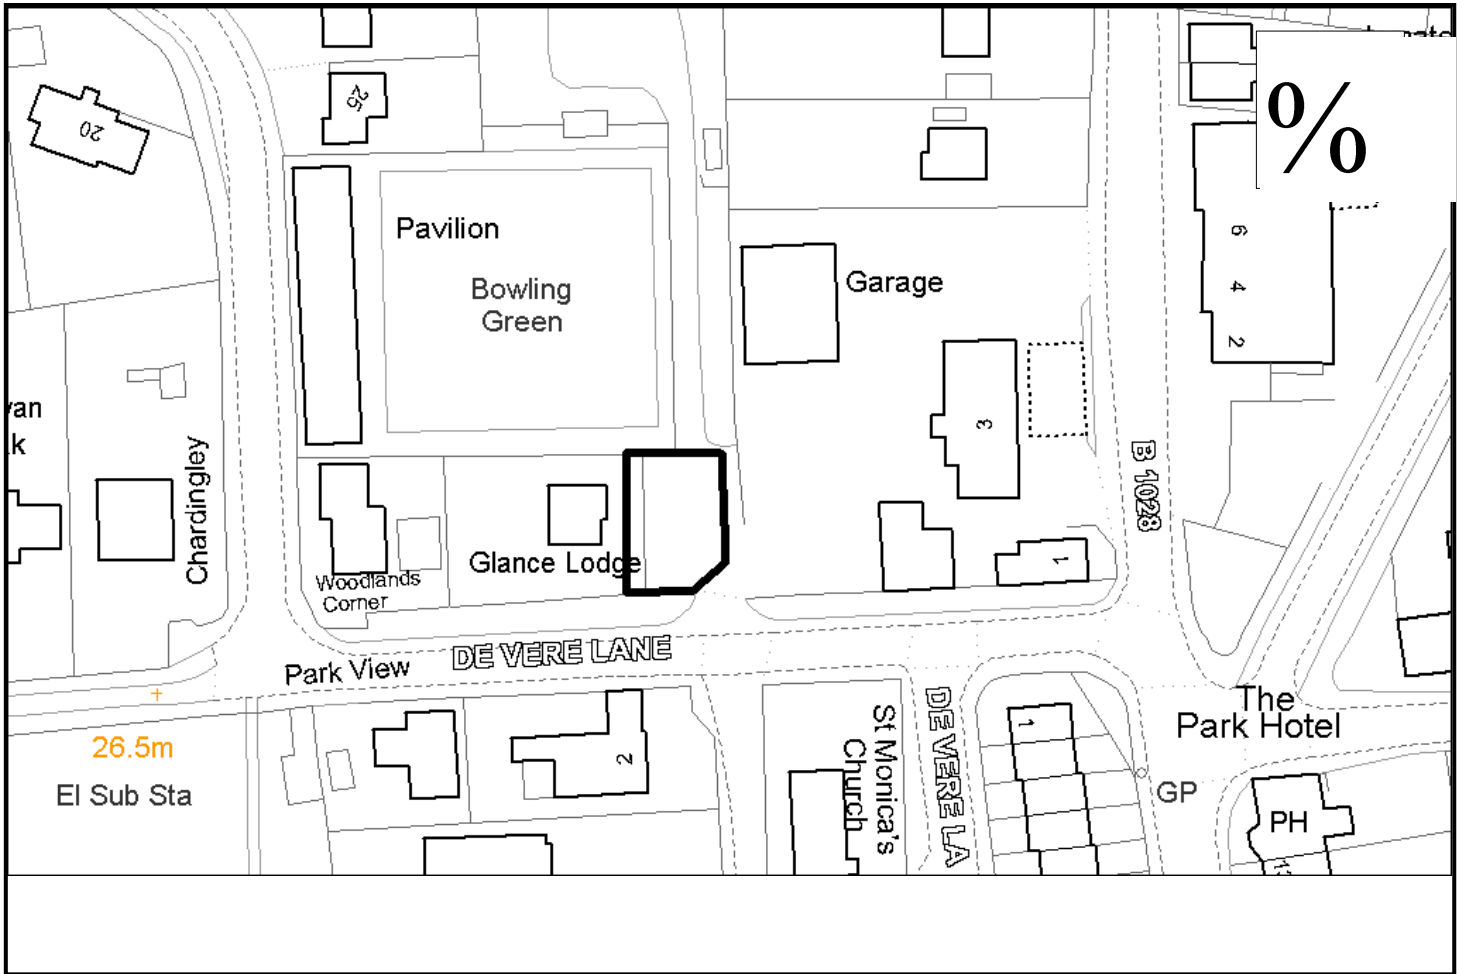 %
20
25
Pavilion
Bowling
Green
Garage
6
4
2
3
Chardingley
B 1028
Glance Lodge
1
Woodlands
Corner
DE VERE LANE
Park View
26.5m
El Sub Sta
2
St Monica's
Church
DE VERE LA
1
The
Park Hotel
GP
PH